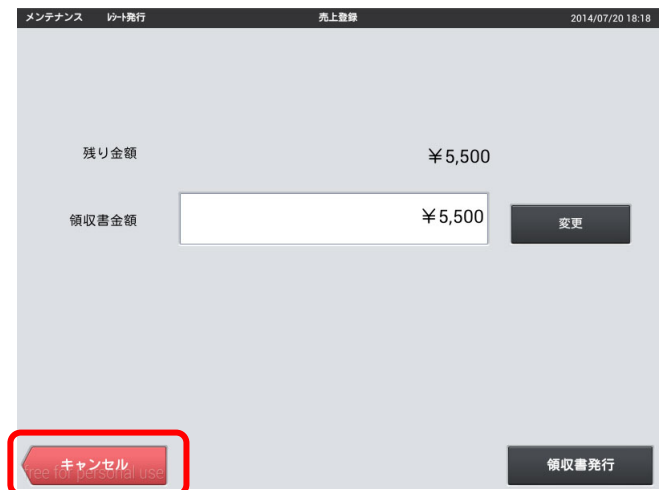 メンテナンス ﾚｼｰﾄ発行 売上登録 2014/07/20 18:18
残り金額 ￥5,500
領収書金額 ￥5,500 変更
キャンセル 領収書発行
free for personal use